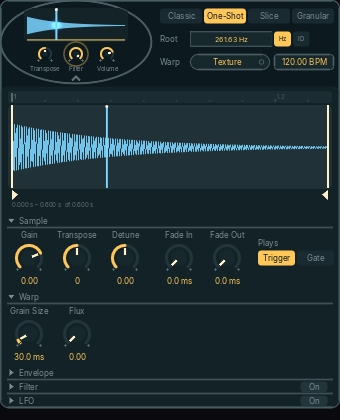 Classic One-Shot Slice Granular
Root 261.63 Hz Hz
Transpose Filter Volume
Warp Texture 120.00 BPM
1 1.2
0.000 s - 0.600 s of 0.600 s
Sample
Gain Transpose Detune Fade In Fade Out
Plays
Trigger Gate
0.00 0 0.00 0.0 ms 0.0 ms
Warp
Grain Size Flux
30.0 ms 0.00
Envelope
Filter On
LFO On